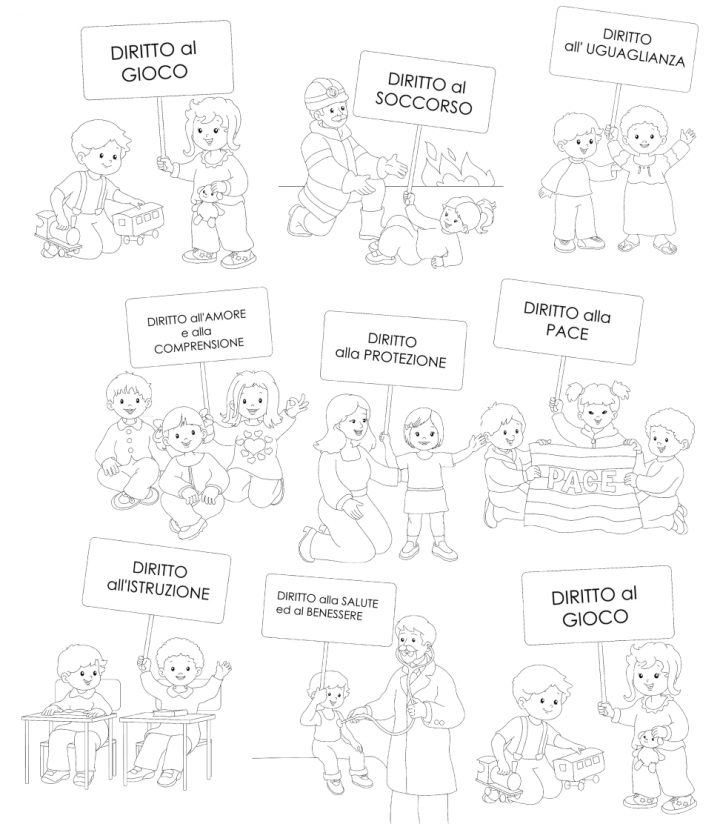 DIRITTO al
GIOCO
DIRITTO al
SOCCORSO
DIRITTO
all' UGUAGLIANZA
DIRITTO all'AMORE
e alla
COMPRENSIONE
DIRITTO
alla PROTEZIONE
DIRITTO alla
PACE
PACE
DIRITTO
all'ISTRUZIONE
DIRITTO alla SALUTE
ed al BENESSERE
DIRITTO al
GIOCO